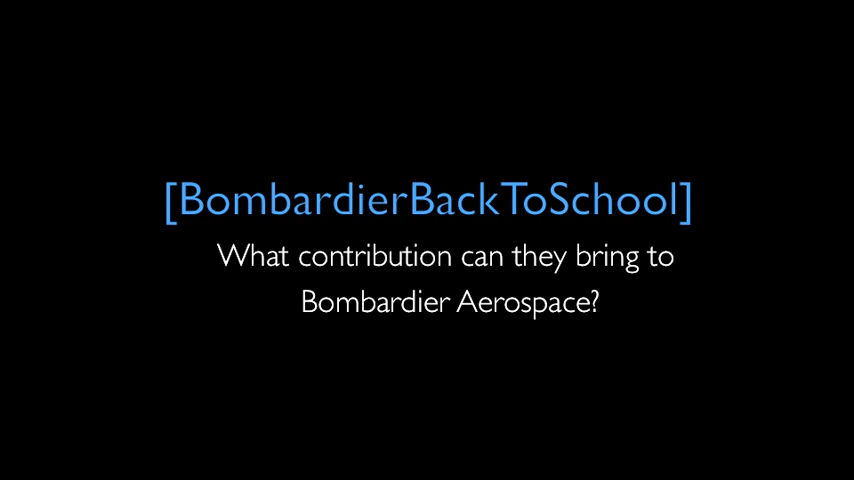 [BombardierBackToSchool]
What contribution can they bring to
Bombardier Aerospace?